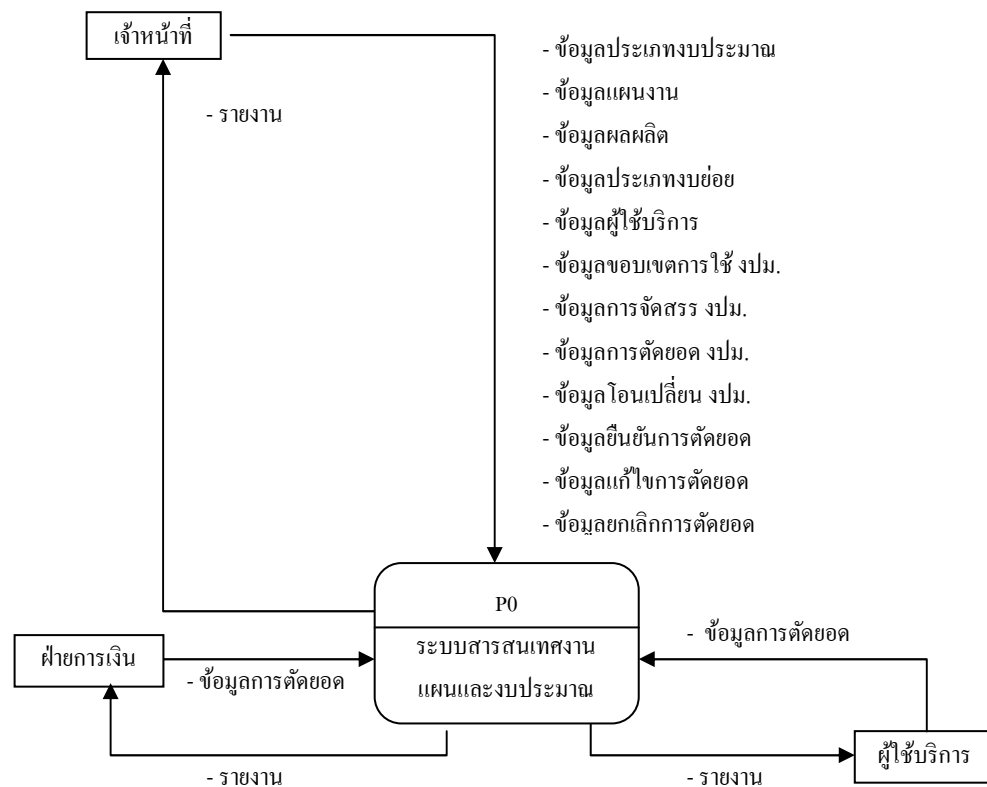 เจ้าหน้าที่
- ข้อมูลประเภทงบประมาณ
- ข้อมูลแผนงาน
- รายงาน
- ข้อมูลผลผลิต
- ข้อมูลประเภทงบย่อย
- ข้อมูลผู้ใช้บริการ
- ข้อมูลขอบเขตการใช้ งปม.
- ข้อมูลการจัดสรร งปม.
- ข้อมูลการตัดยอด งปม.
- ข้อมูลโอนเปลี่ยน งปม.
- ข้อมูลยืนยันการตัดยอด
- ข้อมูลแก้ไขการตัดยอด
- ข้อมูลยกเลิกการตัดยอด
P0
ระบบสารสนเทศงาน
แผนและงบประมาณ
ฝ่ายการเงิน
- ข้อมูลการตัดยอด
- ข้อมูลการตัดยอด
ผู้ใช้บริการ
- รายงาน
- รายงาน